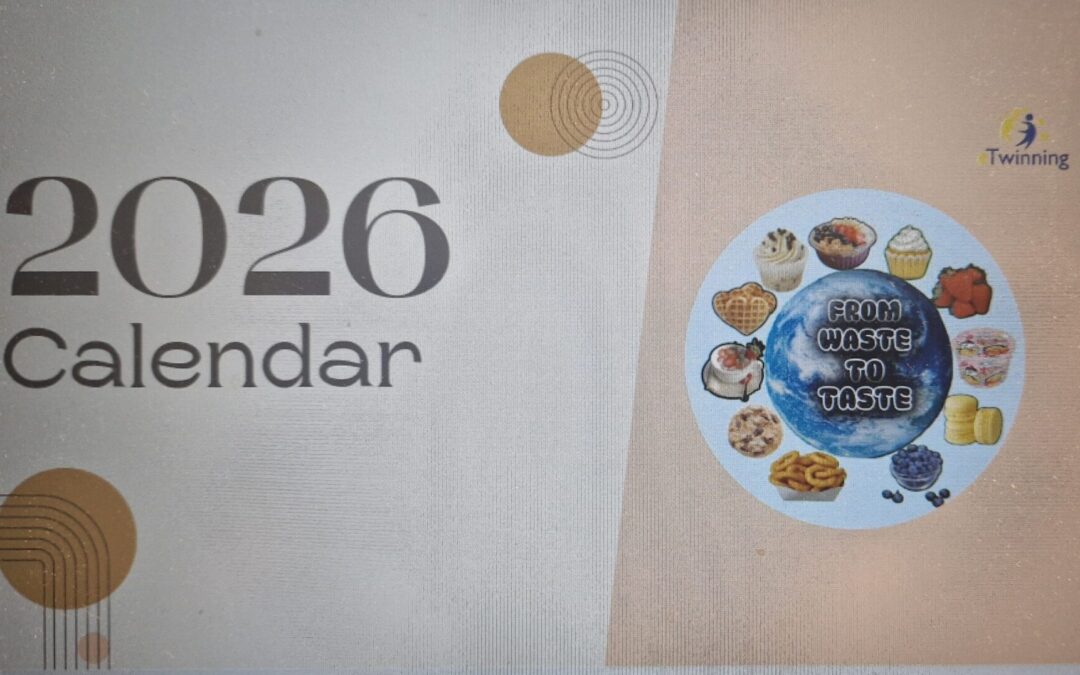 2026
Calendar
eTwinning
FROM
WASTE
TO
TASTE